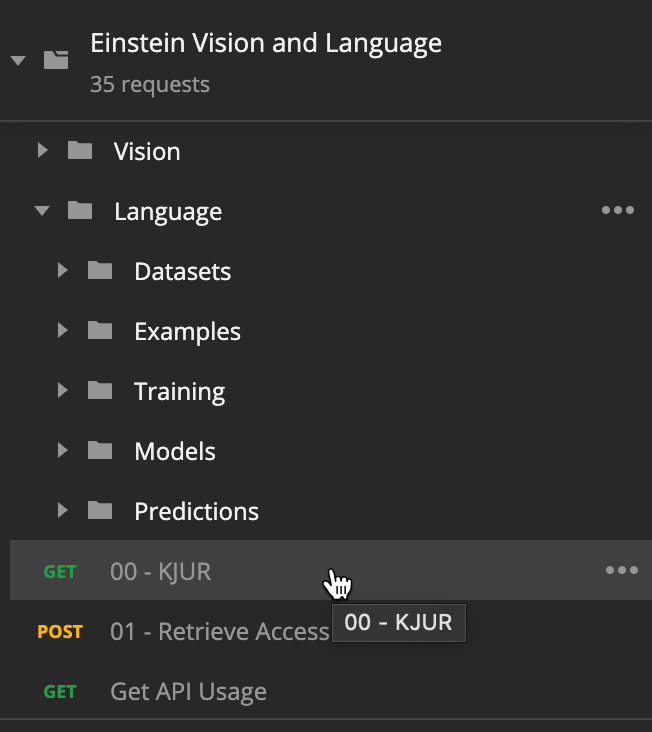 Einstein Vision and Language
35 requests
Vision
Language
Datasets
Examples
Training
Models
Predictions
GET 00 - KJUR
00 - KJUR
POST 01 - Retrieve Access
GET Get API Usage